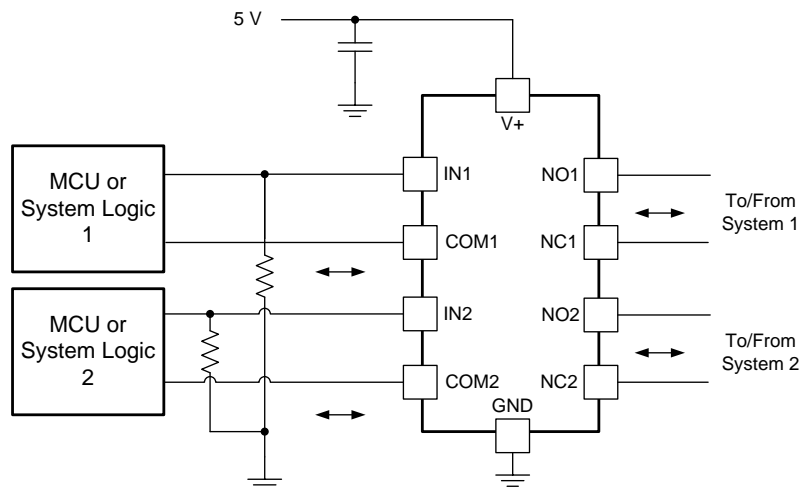 5 V
V+
MCU or
System Logic
1
IN1
COM1
NO1
NC1
To/From
System 1
MCU or
System Logic
2
IN2
COM2
NO2
NC2
To/From
System 2
GND